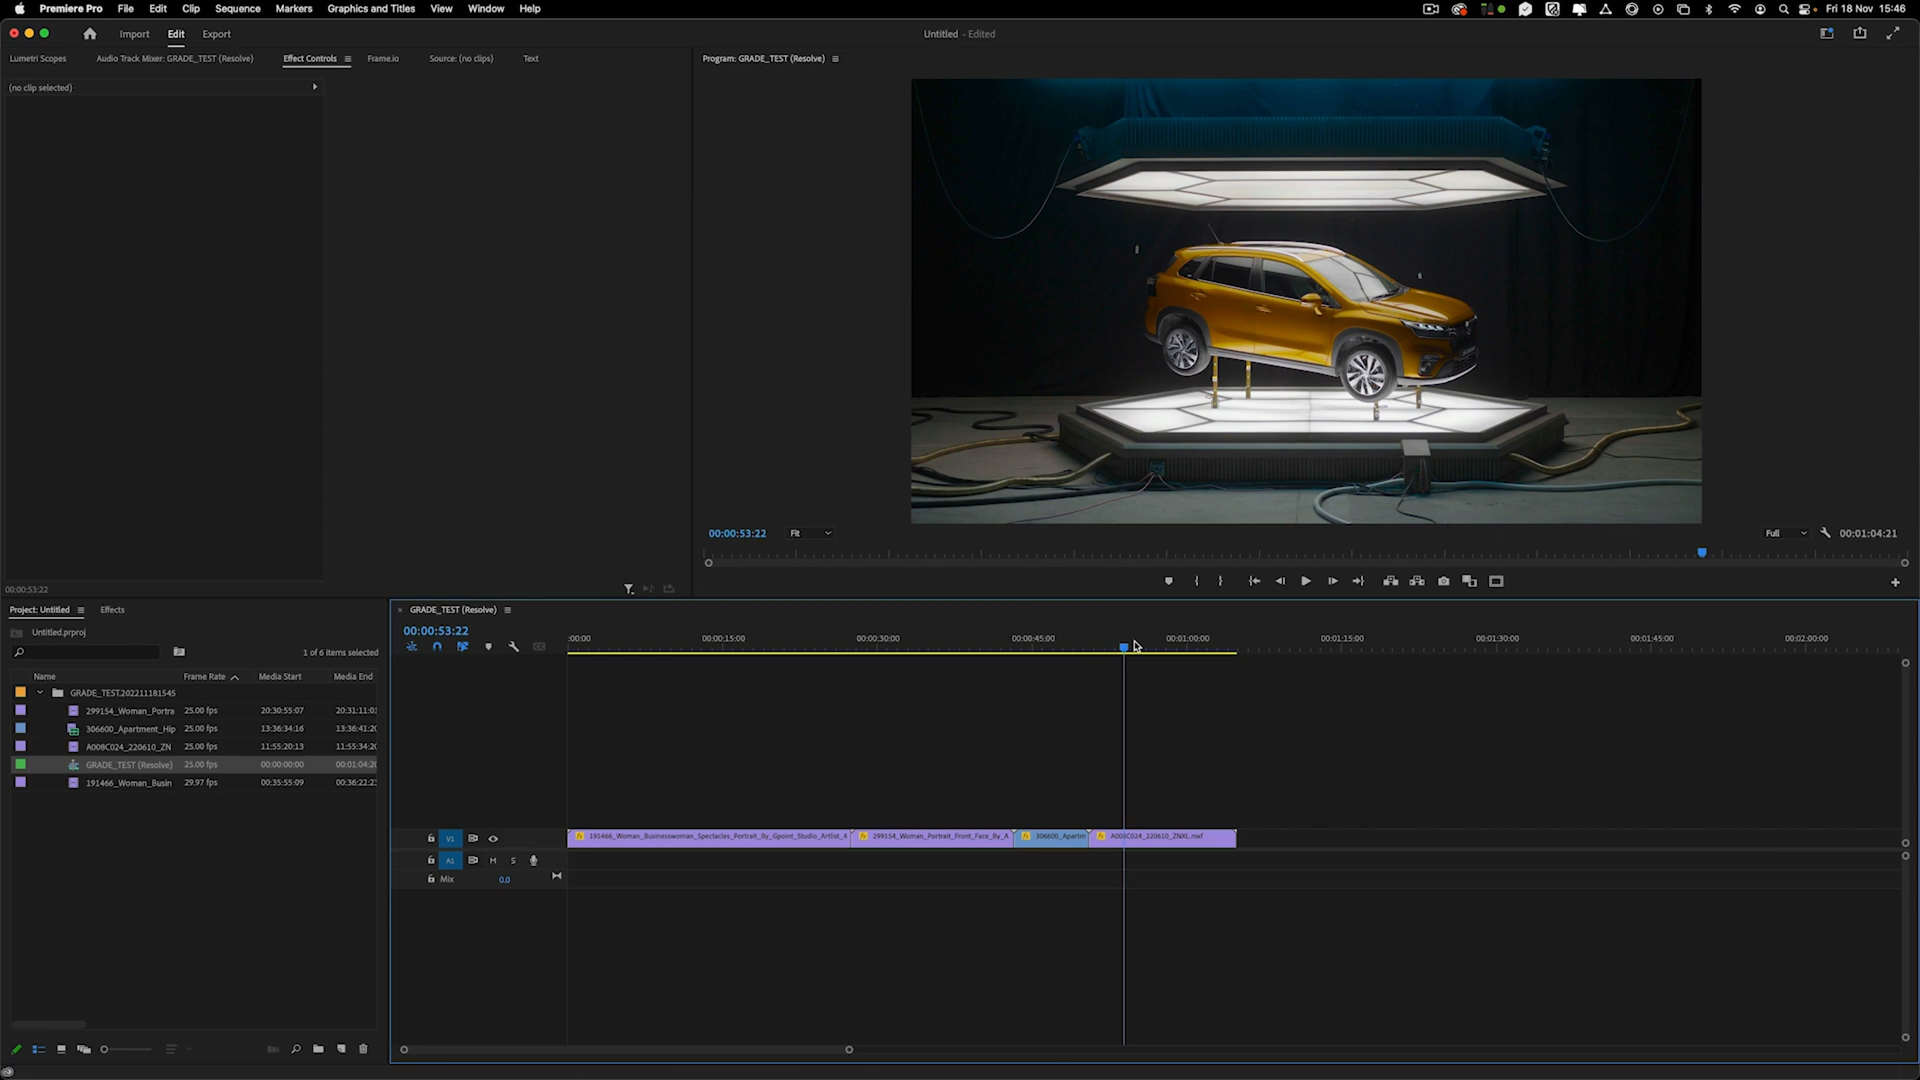 Premiere Pro File Edit Clip Sequence Markers Graphics and Titles View Window Help Fri 18 Nov 15:46
Import Edit Export Untitled - Edited
Lumetri Scopes Audio Track Mixer: GRADE_TEST (Resolve) Effect Controls Frame.io Source: (no clips) Text Program: GRADE_TEST (Resolve)
(no clip selected)
00:00:53:22 Fit Full 00:01:04:21
00:00:53:22
Project: Untitled Effects
Untitled.prproj
1 of 6 items selected
Name Frame Rate Media Start Media End
GRADE_TEST.202211181545
299154_Woman_Portra 25.00 fps 20:30:55:07 20:31:11:0
306600_Apartment_Hip 25.00 fps 13:36:34:16 13:36:41:20
A008C024_220610_ZN 25.00 fps 11:55:20:13 11:55:34:20
GRADE_TEST (Resolve) 25.00 fps 00:00:00:00 00:01:04:20
191466_Woman_Busin 29.97 fps 00:35:55:09 00:36:22:2
GRADE_TEST (Resolve)
00:00:53:22
:00:00 00:00:15:00 00:00:30:00 00:00:45:00 00:01:00:00 00:01:15:00 00:01:30:00 00:01:45:00 00:02:00:00
V1 fx 191466_Woman_Businesswoman_Spectacles_Portrait_By_Gpoint_Studio_Artlist_4 fx 299154_Woman_Portrait_Front_Face_By_A fx 306600_Apartm fx A008C024_220610_ZNXL.mxf
A1 M S
Mix 0.0